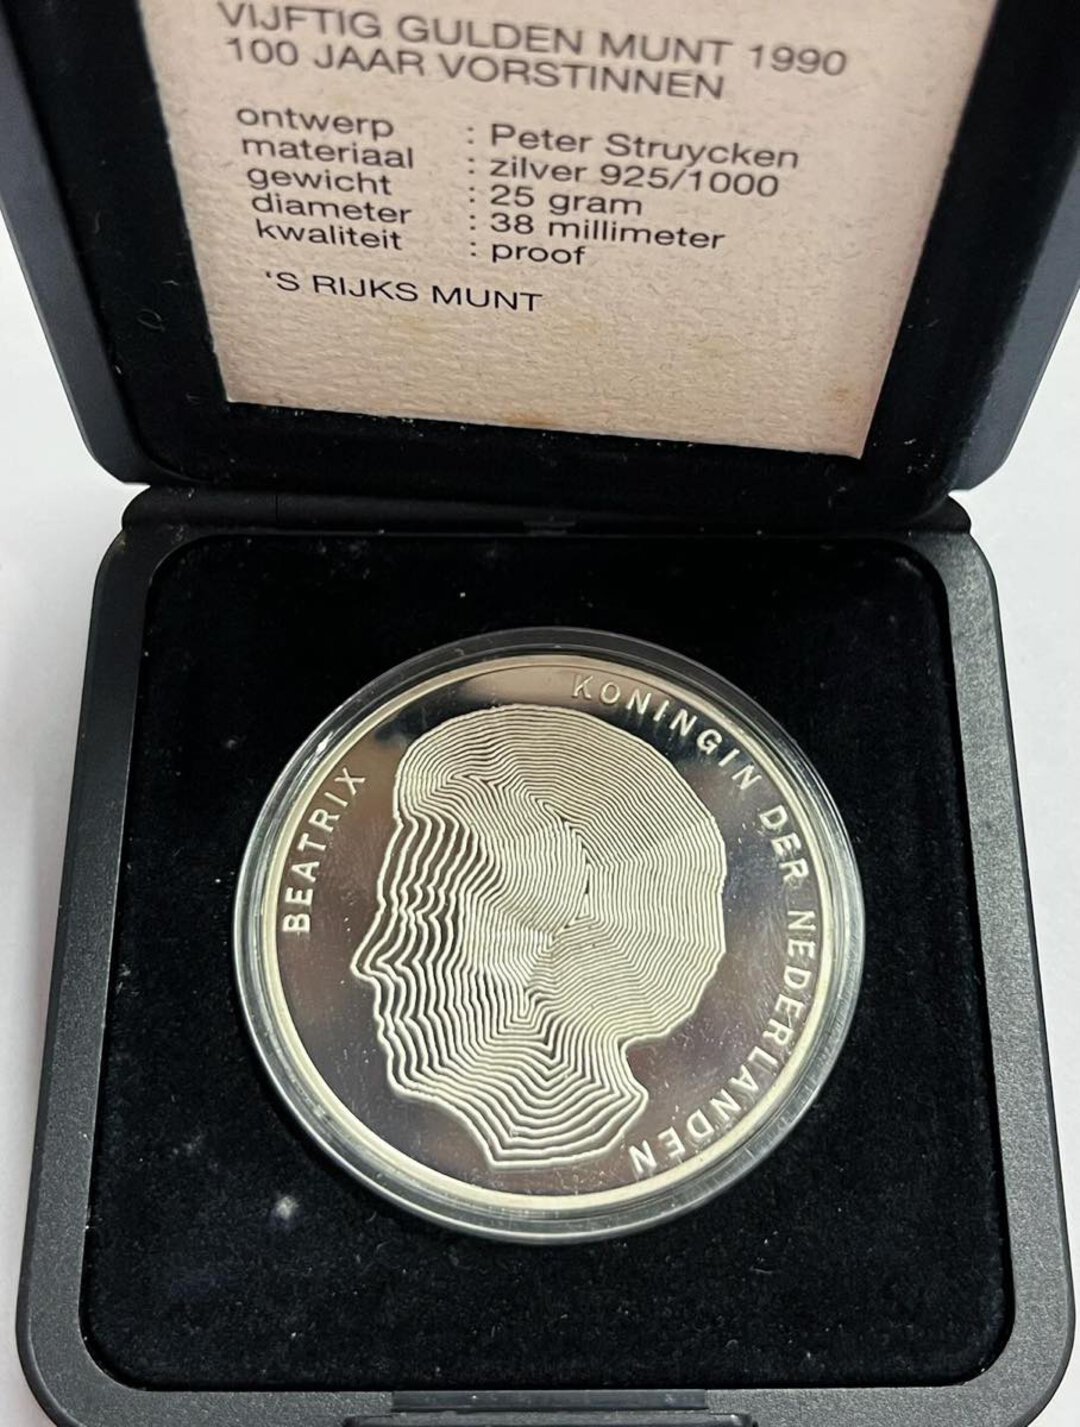 VIJFTIG GULDEN MUNT 1990
100 JAAR VORSTINNEN
ontwerp : Peter Struycken
materiaal : zilver 925/1000
gewicht : 25 gram
diameter : 38 millimeter
kwaliteit : proof
'S RIJKS MUNT
BEATRIX
KONINGIN DER NEDERLANDEN